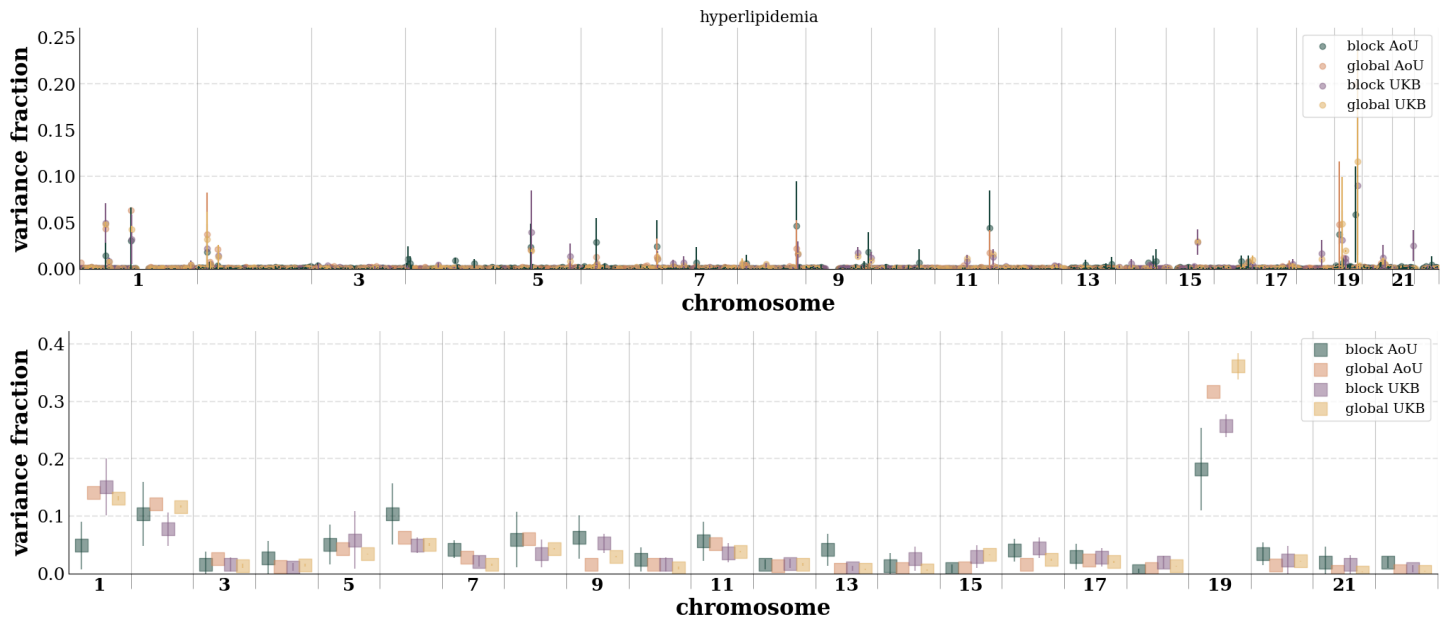 hyperlipidemia
variance fraction
0.25
0.20
0.15
0.10
0.05
0.00
block AoU
global AoU
block UKB
global UKB
1 3 5 7 9 11 13 15 17 19 21
chromosome
variance fraction
0.4
0.3
0.2
0.1
0.0
block AoU
global AoU
block UKB
global UKB
1 3 5 7 9 11 13 15 17 19 21
chromosome